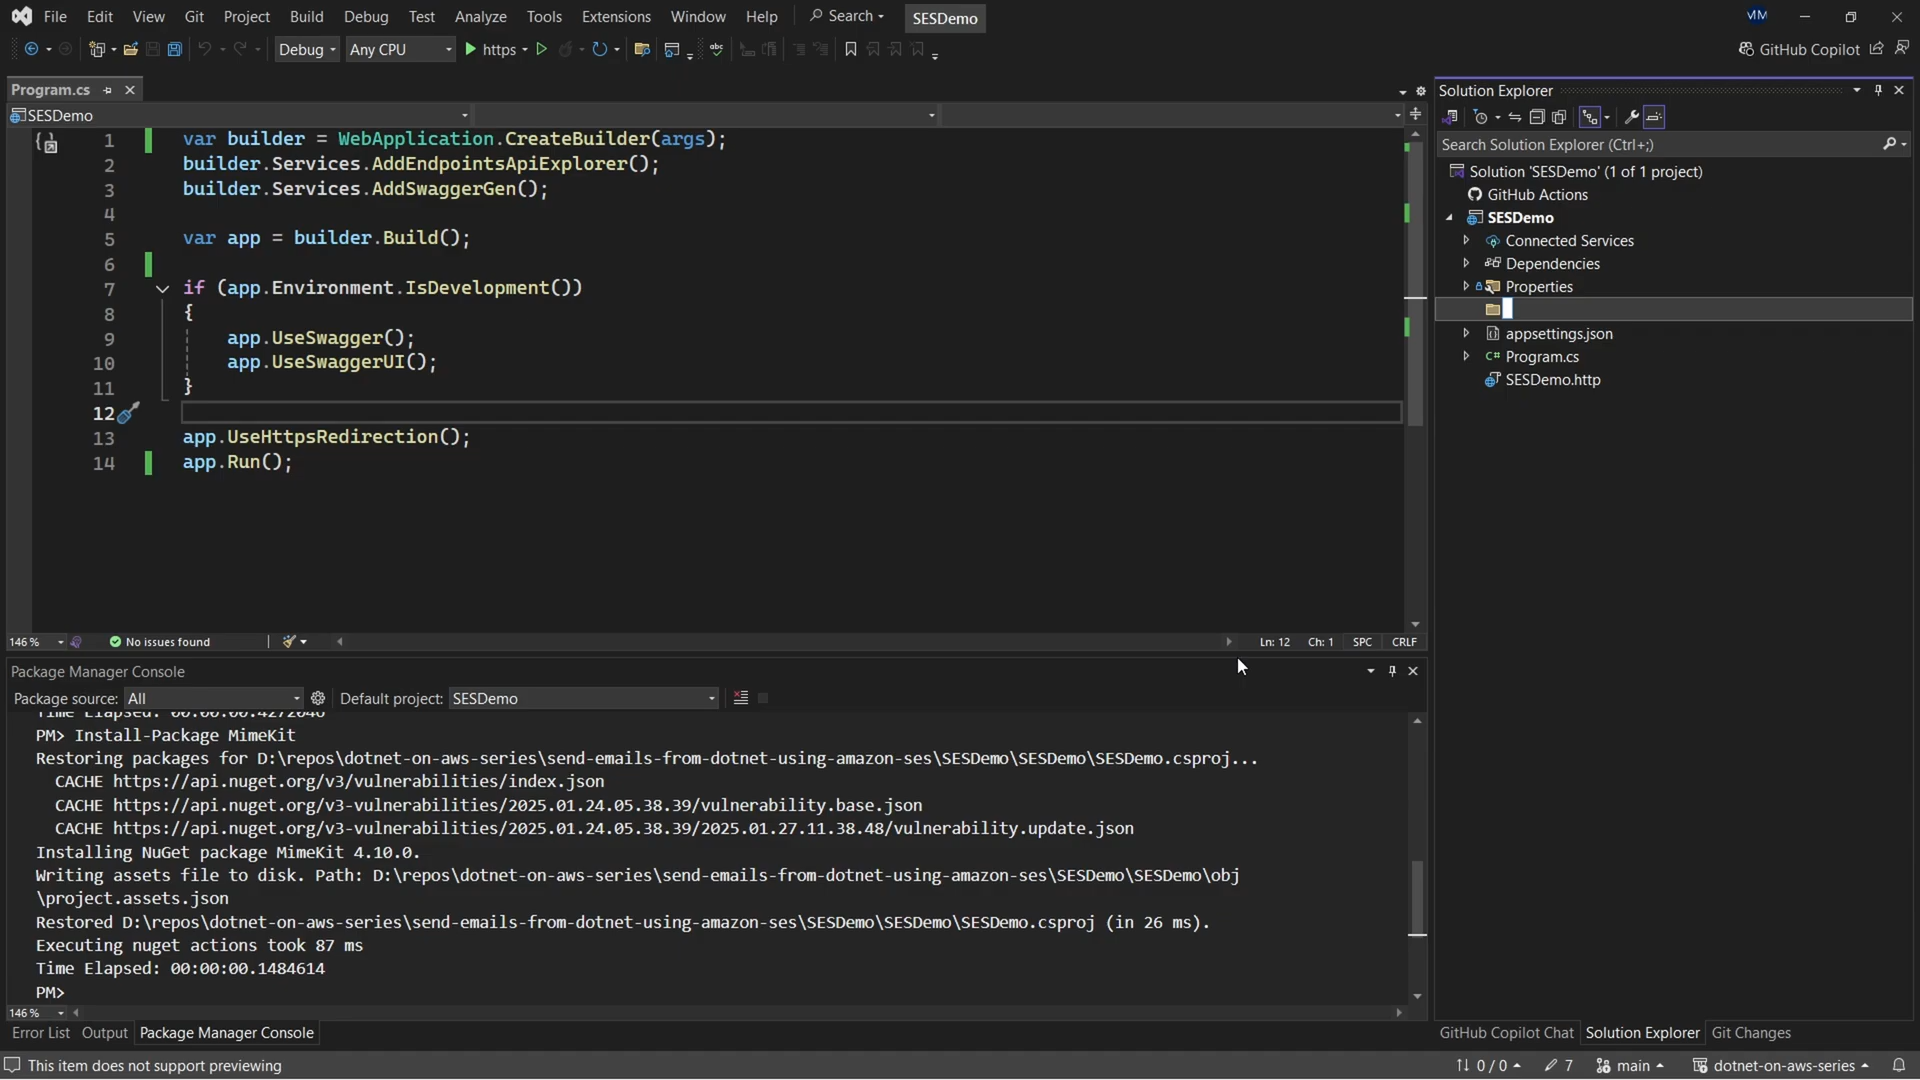 File Edit View Git Project Build Debug Test Analyze Tools Extensions Window Help Search SESDemo
Debug Any CPU https GitHub Copilot
Program.cs
SESDemo
1 var builder = WebApplication.CreateBuilder(args);
2 builder.Services.AddEndpointsApiExplorer();
3 builder.Services.AddSwaggerGen();
4
5 var app = builder.Build();
6
7 if (app.Environment.IsDevelopment())
8 {
9 app.UseSwagger();
10 app.UseSwaggerUI();
11 }
12
13 app.UseHttpsRedirection();
14 app.Run();
146 % No issues found Ln: 12 Ch: 1 SPC CRLF
Package Manager Console
Package source: All Default project: SESDemo
Time Elapsed: 00:00:00.4272046
PM> Install-Package MimeKit
Restoring packages for D:\repos\dotnet-on-aws-series\send-emails-from-dotnet-using-amazon-ses\SESDemo\SESDemo\SESDemo.csproj...
CACHE https://api.nuget.org/v3/vulnerabilities/index.json
CACHE https://api.nuget.org/v3-vulnerabilities/2025.01.24.05.38.39/vulnerability.base.json
CACHE https://api.nuget.org/v3-vulnerabilities/2025.01.24.05.38.39/2025.01.27.11.38.48/vulnerability.update.json
Installing NuGet package MimeKit 4.10.0.
Writing assets file to disk. Path: D:\repos\dotnet-on-aws-series\send-emails-from-dotnet-using-amazon-ses\SESDemo\SESDemo\obj
\project.assets.json
Restored D:\repos\dotnet-on-aws-series\send-emails-from-dotnet-using-amazon-ses\SESDemo\SESDemo\SESDemo.csproj (in 26 ms).
Executing nuget actions took 87 ms
Time Elapsed: 00:00:00.1484614
PM>
146 %
Error List Output Package Manager Console
Solution Explorer
Search Solution Explorer (Ctrl+;)
Solution 'SESDemo' (1 of 1 project)
GitHub Actions
SESDemo
Connected Services
Dependencies
Properties
appsettings.json
C# Program.cs
SESDemo.http
GitHub Copilot Chat Solution Explorer Git Changes
This item does not support previewing 0 / 0 7 main dotnet-on-aws-series